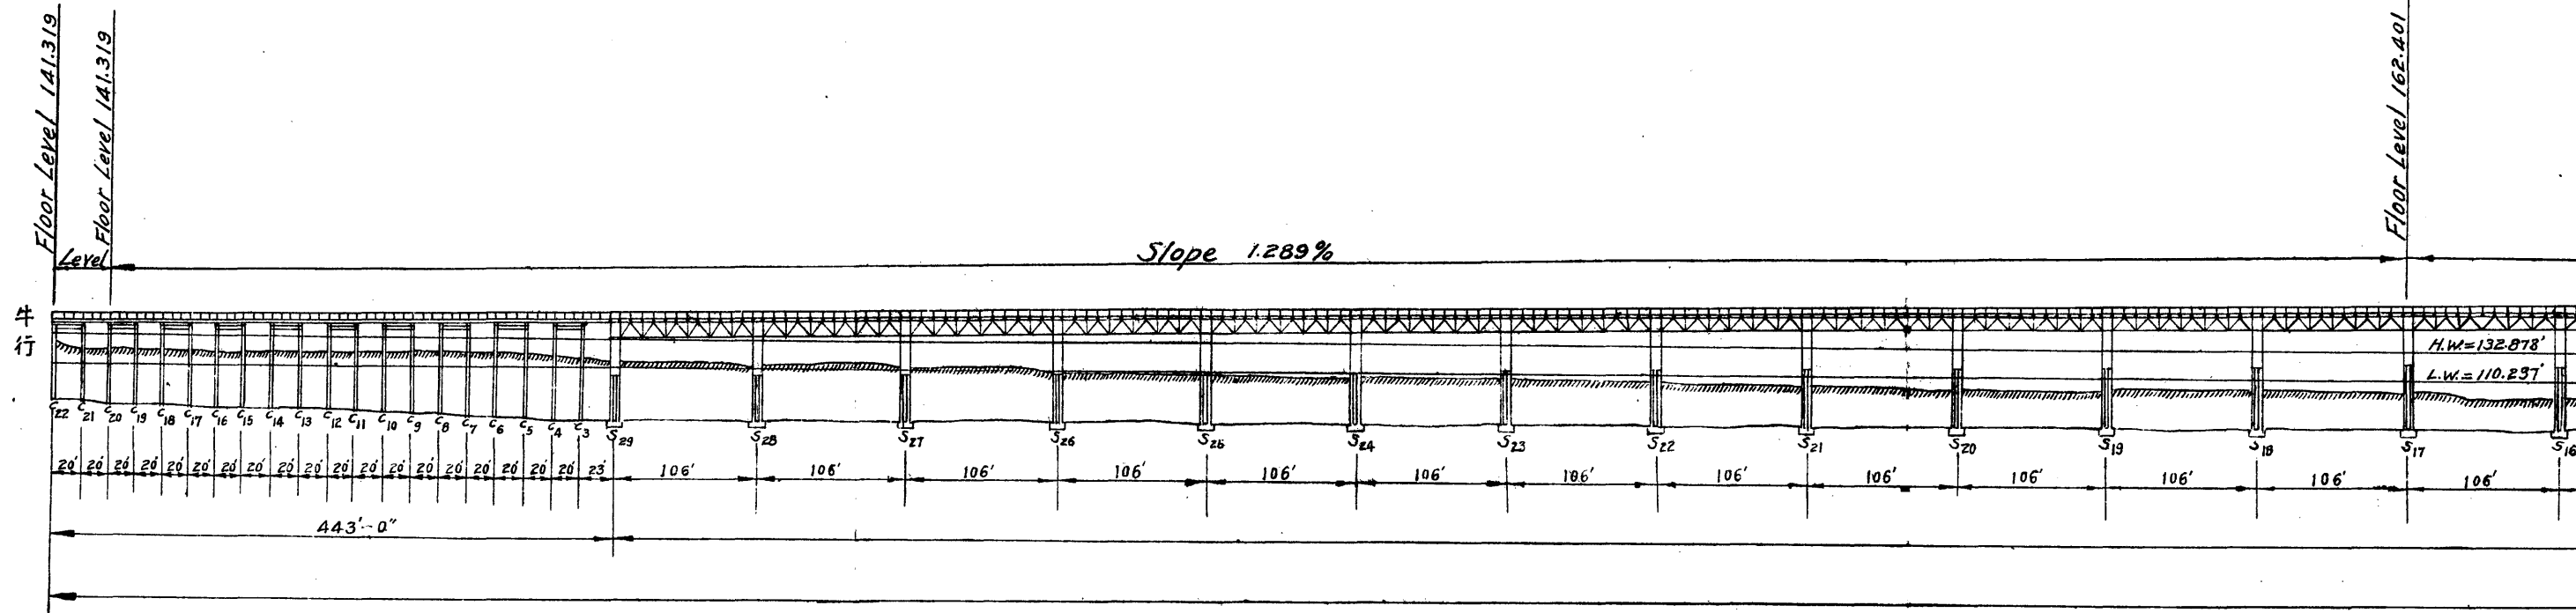 Floor Level 141.319
Floor Level 141.319
Floor Level 162.401
Level
Slope 1.289%
牛行
H.W.=132.878'
L.W.=110.237'
C22 C21 C20 C19 C18 C17 C16 C15 C14 C13 C12 C11 C10 C9 C8 C7 C6 C5 C4 C3 S29 S28 S27 S26 S25 S24 S23 S22 S21 S20 S19 S18 S17 S16
20' 20' 20' 20' 20' 20' 20' 20' 20' 20' 20' 20' 20' 20' 20' 20' 20' 20' 20' 23' 106' 106' 106' 106' 106' 106' 106' 106' 106' 106' 106' 106' 106'
443'-0"